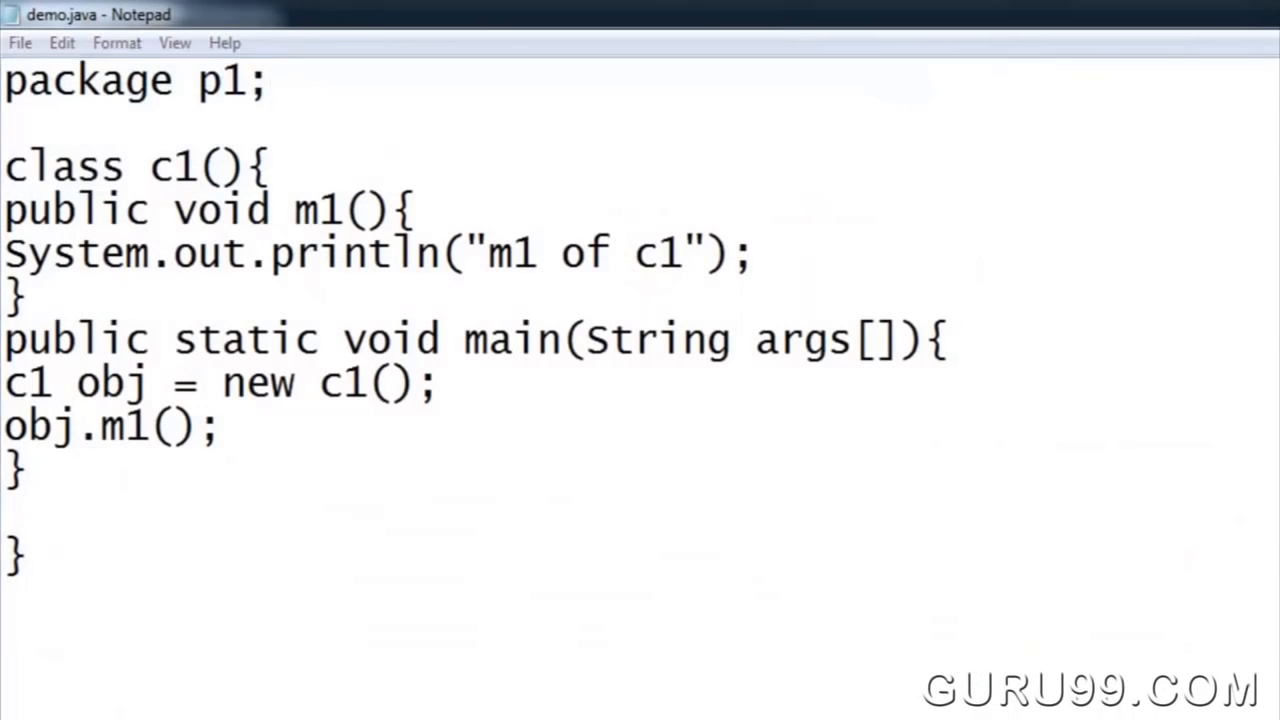 demo.java - Notepad
File Edit Format View Help
package p1;
class c1(){
public void m1(){
System.out.println("m1 of c1");
}
public static void main(String args[]){
c1 obj = new c1();
obj.m1();
}
}
GURU99.COM